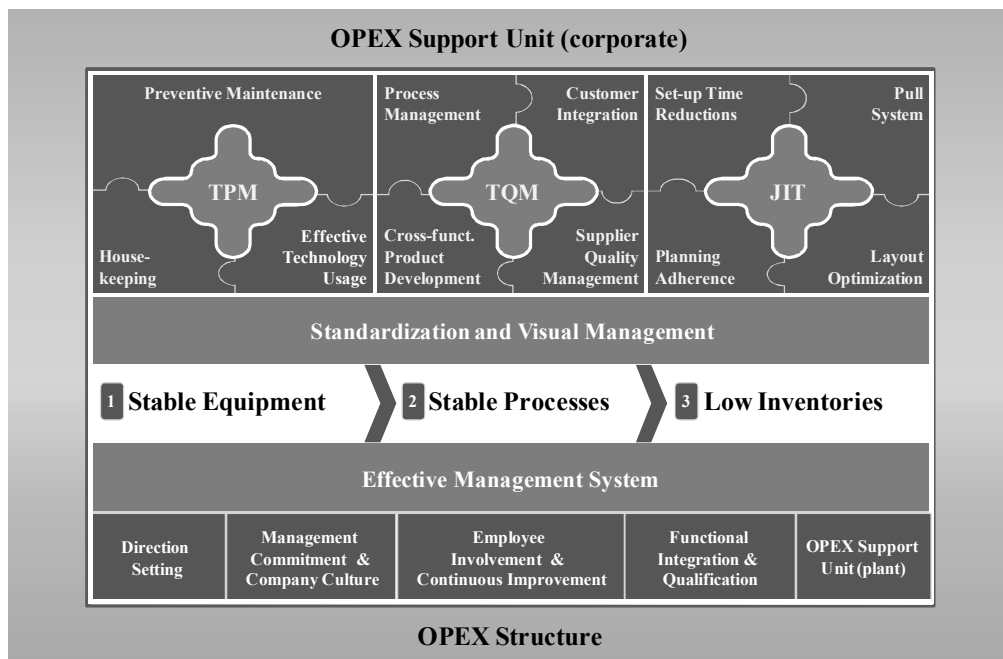 OPEX Support Unit (corporate)
Preventive Maintenance
TPM
House-
keeping
Effective
Technology
Usage
Process
Management
Customer
Integration
TQM
Cross-funct.
Product
Development
Supplier
Quality
Management
Set-up Time
Reductions
Pull
System
JIT
Planning
Adherence
Layout
Optimization
Standardization and Visual Management
1 Stable Equipment
2 Stable Processes
3 Low Inventories
Effective Management System
Direction
Setting
Management
Commitment &
Company Culture
Employee
Involvement &
Continuous Improvement
Functional
Integration &
Qualification
OPEX Support
Unit (plant)
OPEX Structure